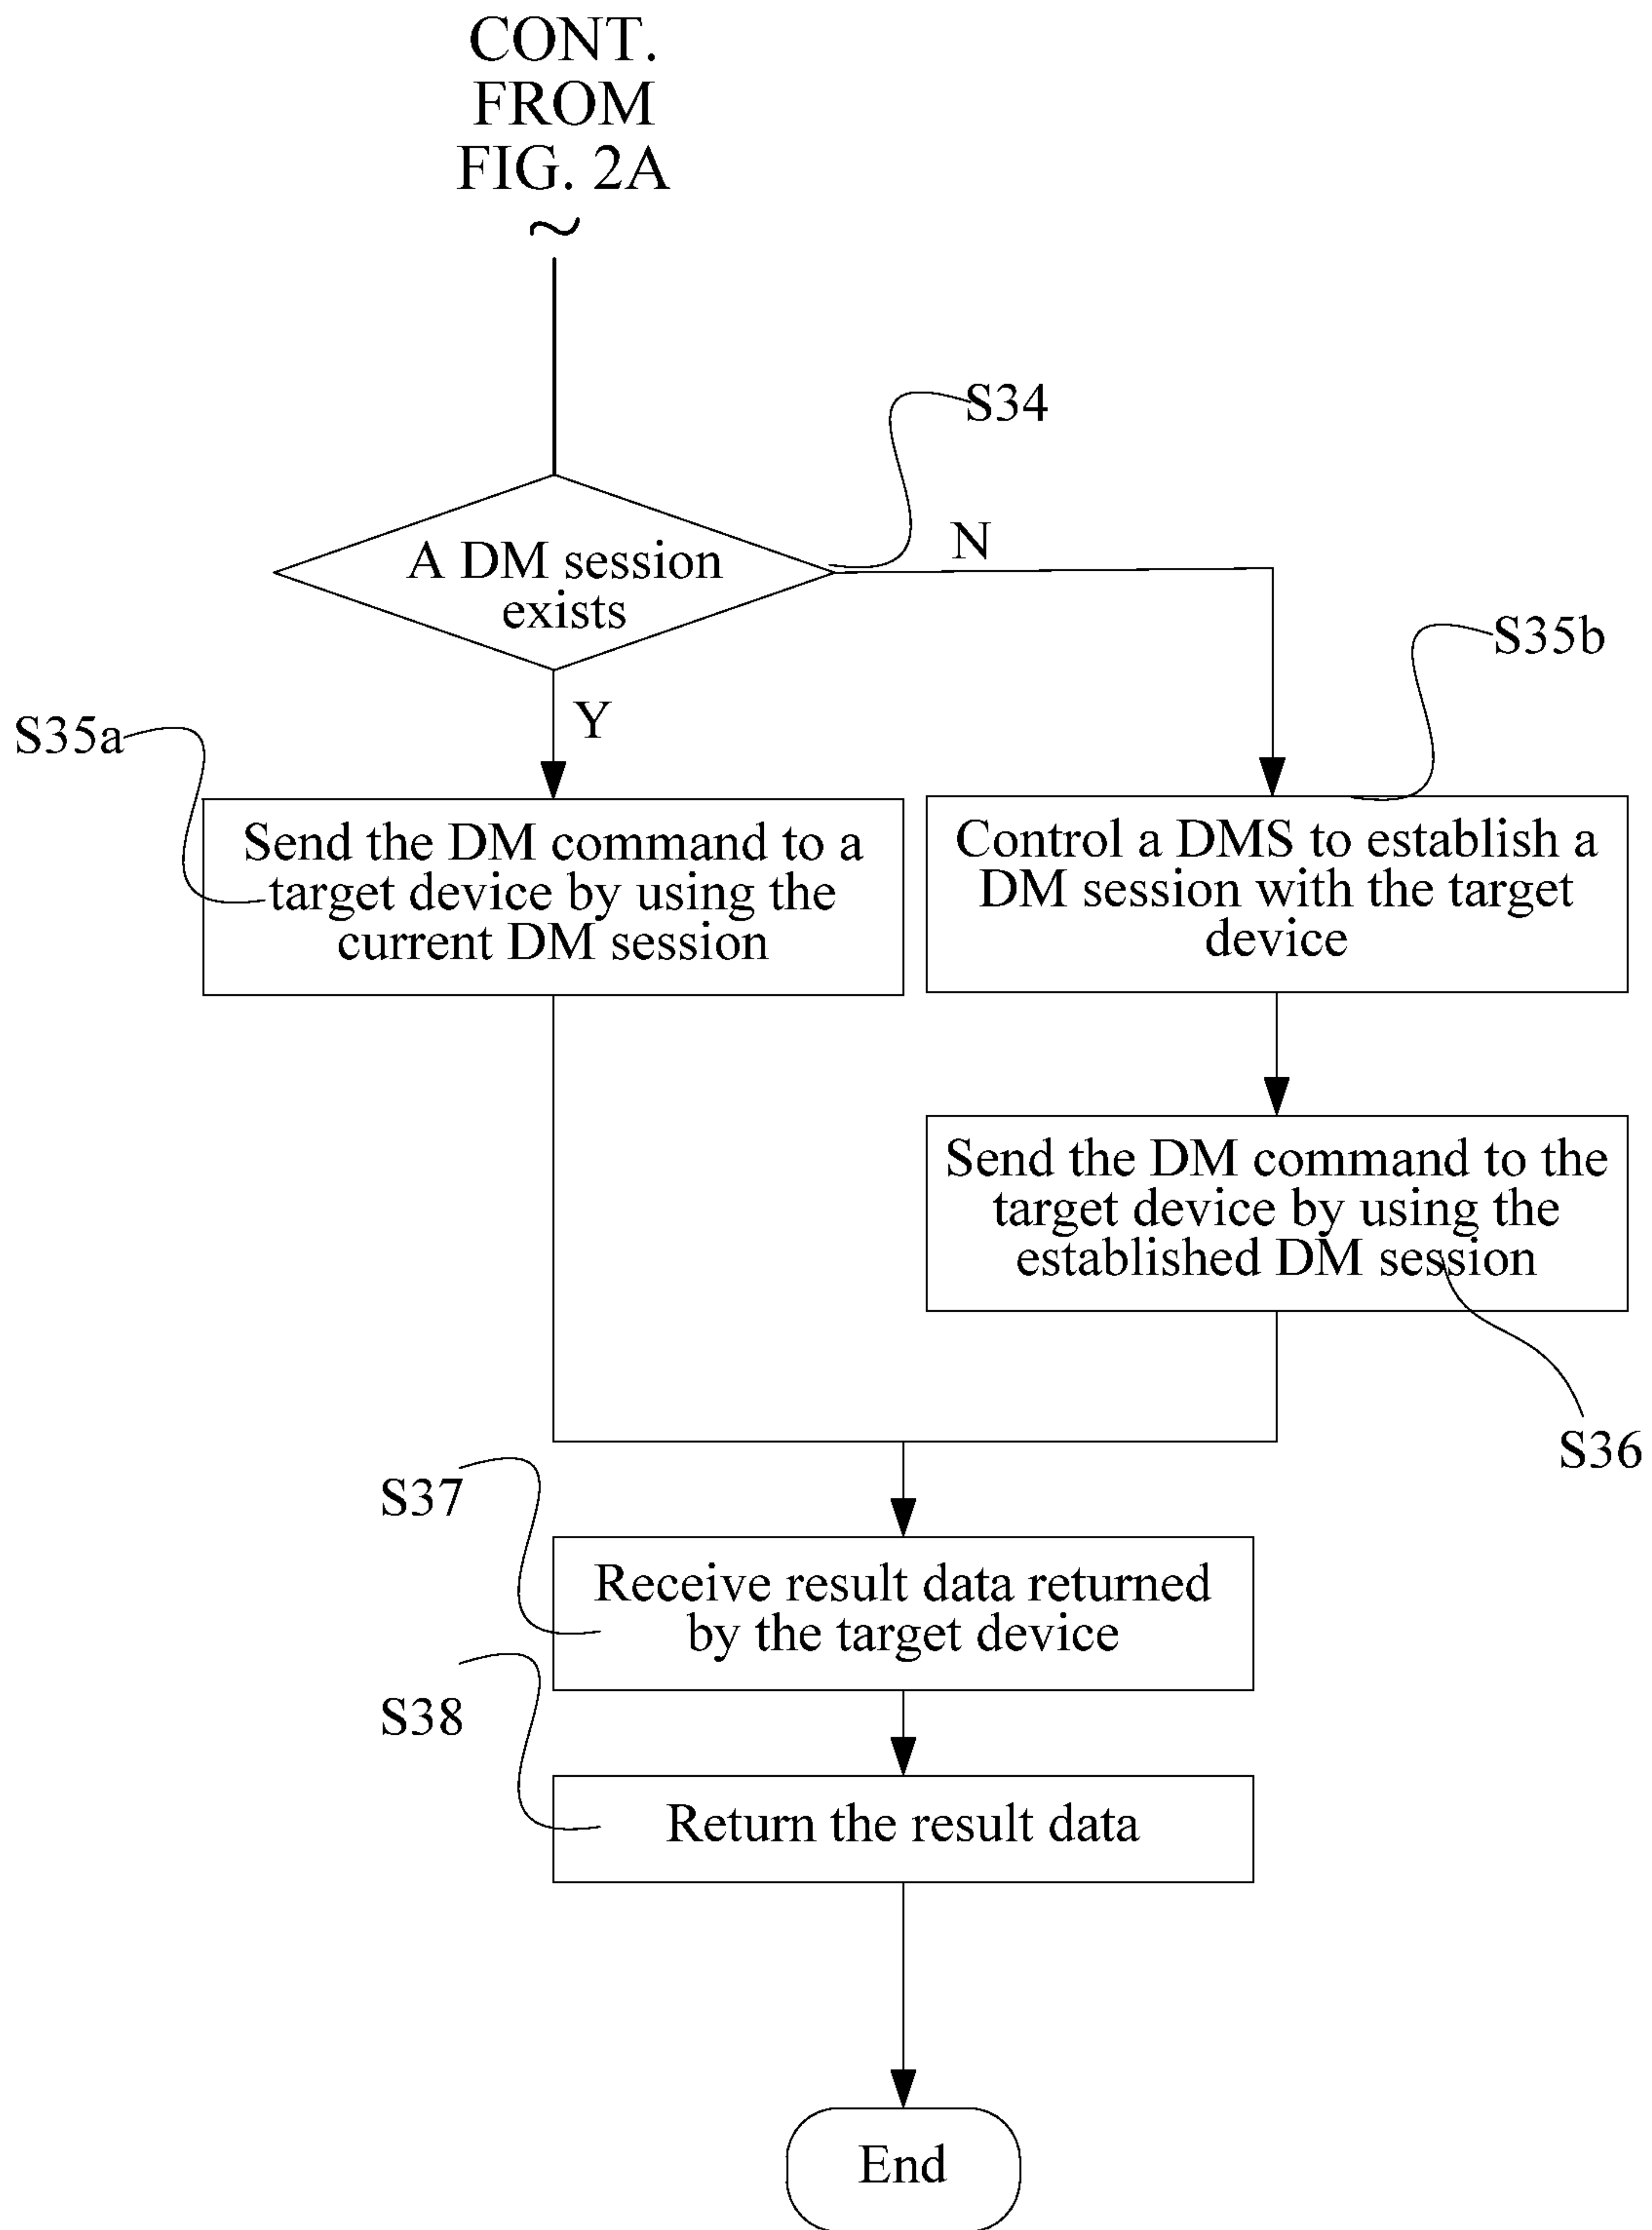 CONT.
FROM
FIG. 2A
S34
N
A DM session
exists
S35b
Y
S35a
Send the DM command to a
target device by using the
current DM session
Control a DMS to establish a
DM session with the target
device
Send the DM command to the
target device by using the
established DM session
S36
S37
Receive result data returned
by the target device
S38
Return the result data
End